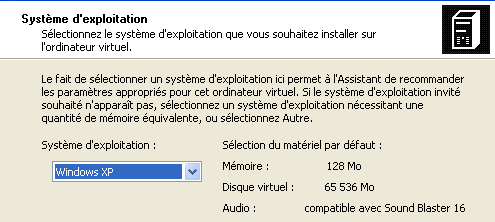 Système d'exploitation
Sélectionnez le système d'exploitation que vous souhaitez installer sur
l'ordinateur virtuel.
Le fait de sélectionner un système d'exploitation ici permet à l'Assistant de recommander
les paramètres appropriés pour cet ordinateur virtuel. Si le système d'exploitation invité
souhaité n'apparaît pas, sélectionnez un système d'exploitation nécessitant une
quantité de mémoire équivalente, ou sélectionnez Autre.
Système d'exploitation :
Windows XP
Sélection du matériel par défaut :
Mémoire : 128 Mo
Disque virtuel : 65 536 Mo
Audio : compatible avec Sound Blaster 16